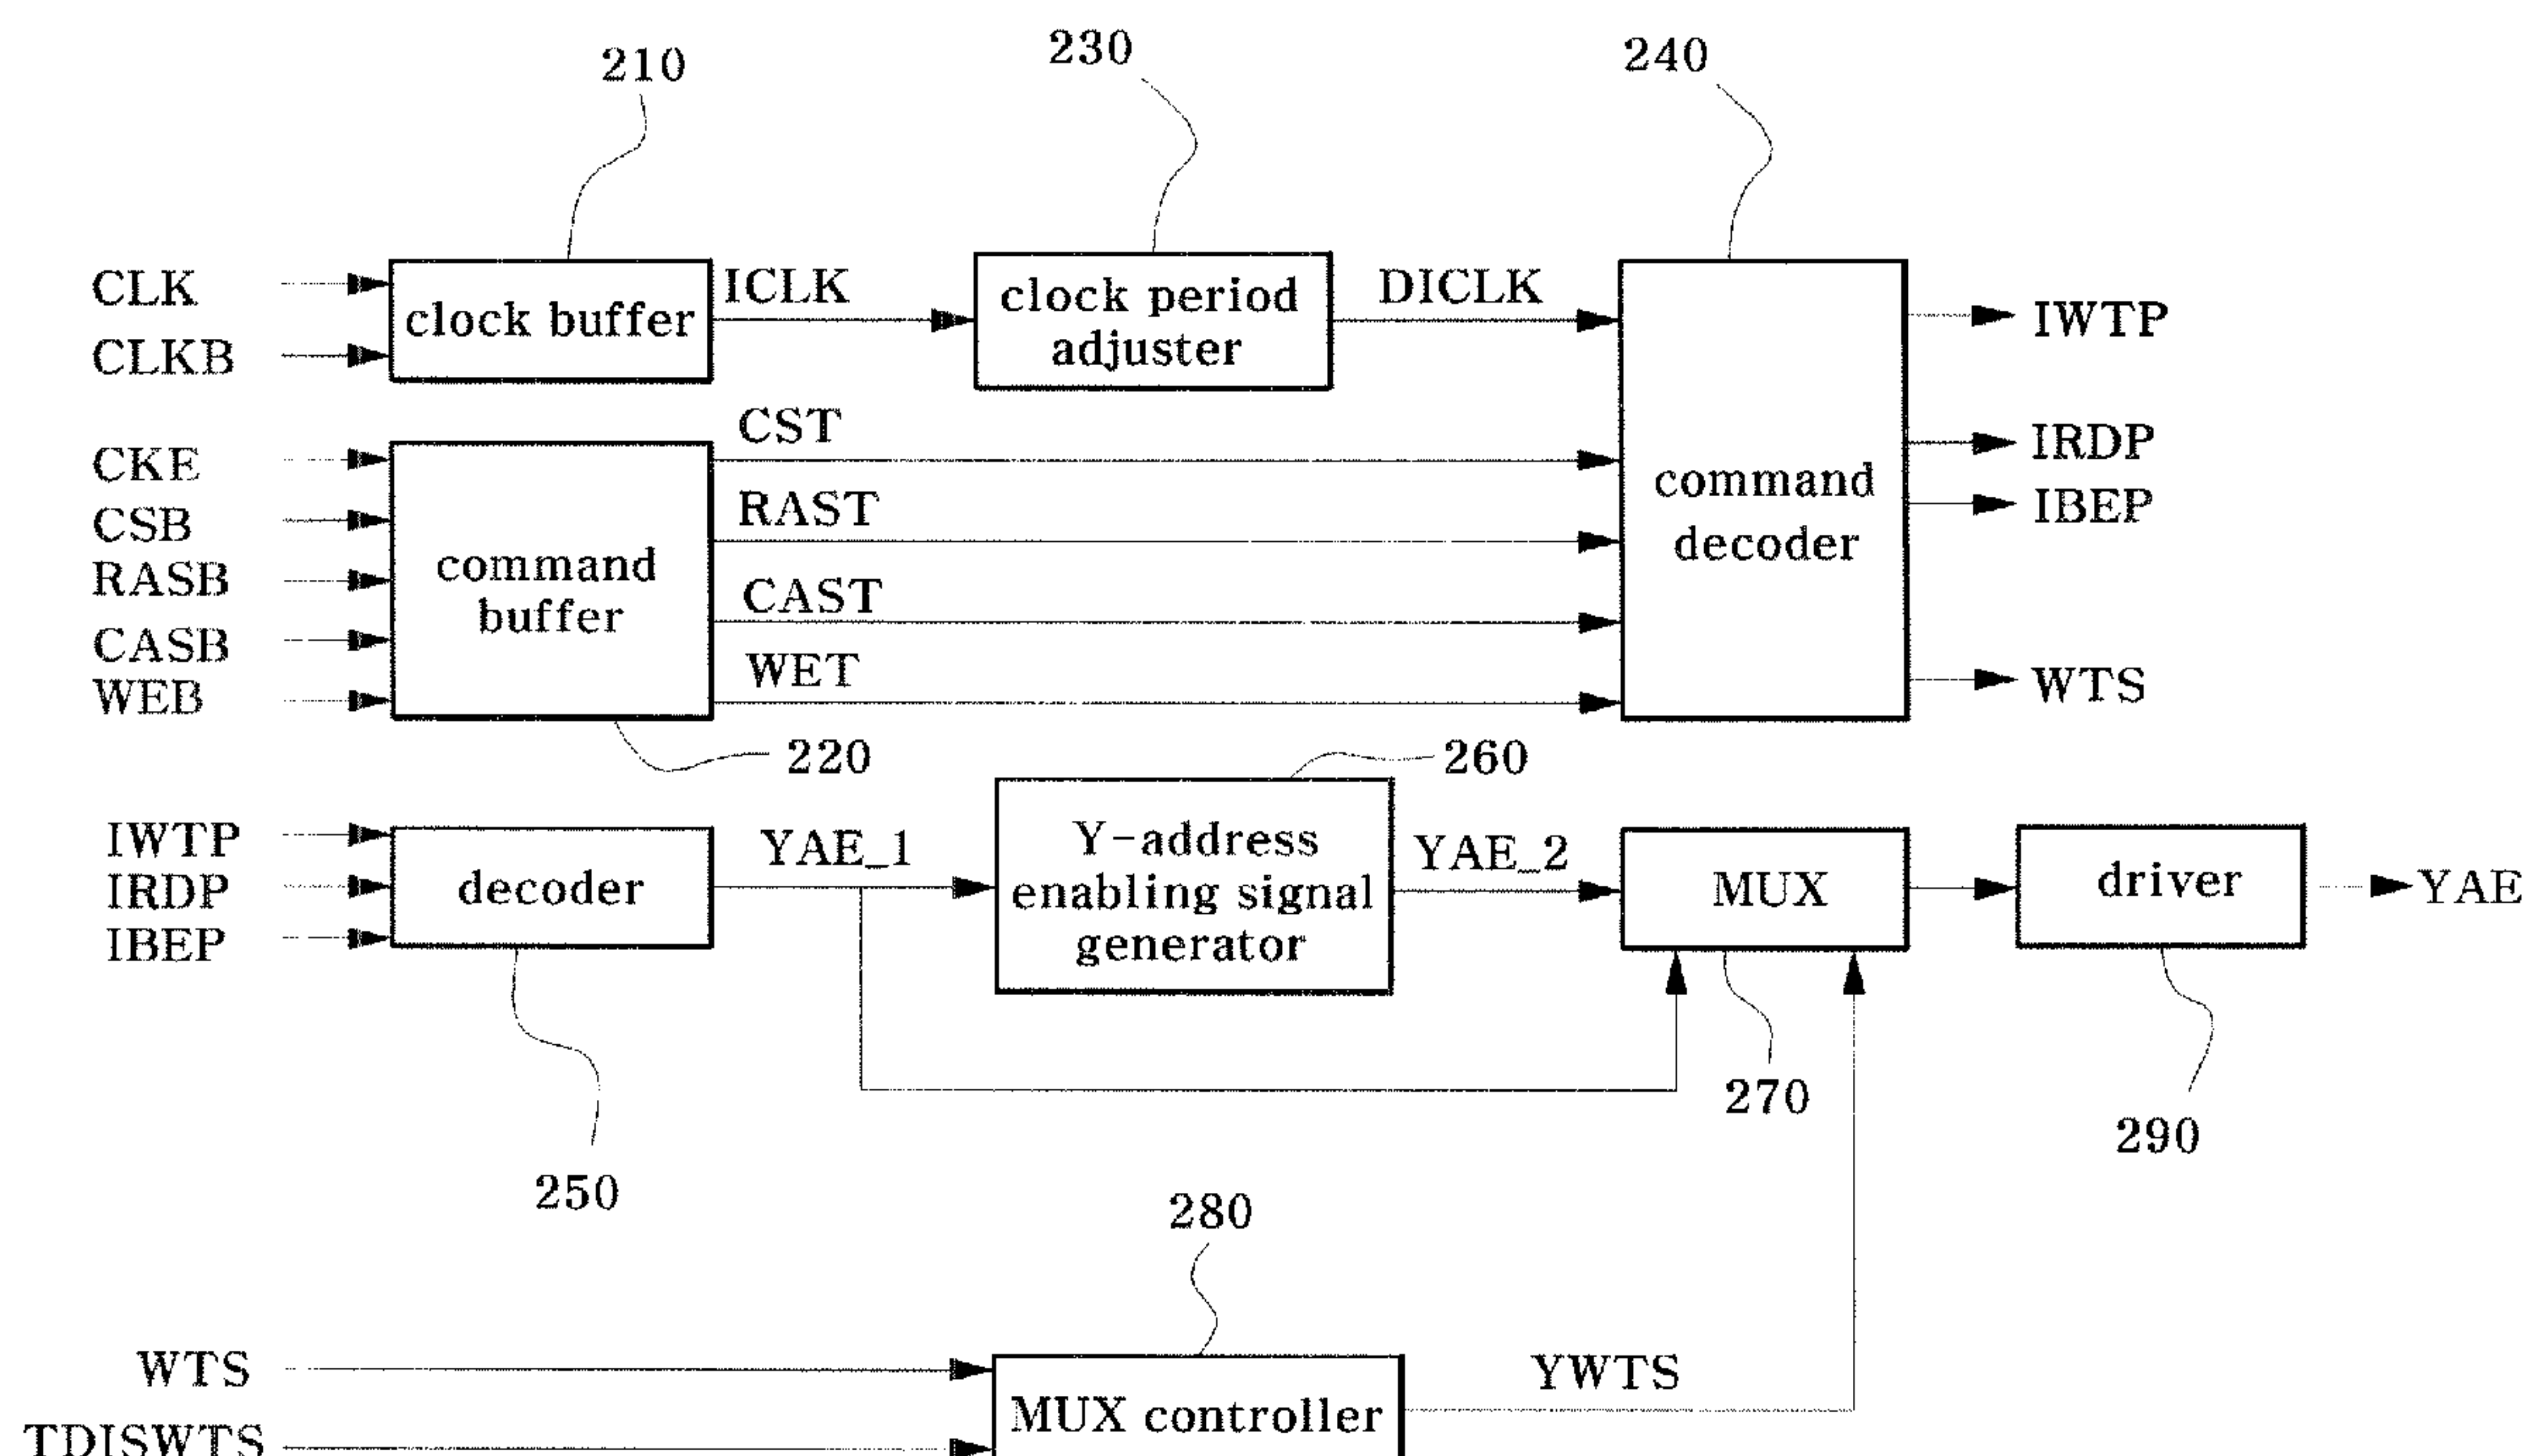 210
230
240
CLK
CLKB
clock buffer
ICLK
clock period
adjuster
DICLK
IWTP
IRDP
IBEP
WTS
CKE
CSB
RASB
CASB
WEB
command
buffer
CST
RAST
CAST
WET
command
decoder
220
260
IWTP
IRDP
IBEP
decoder
YAE_1
Y-address
enabling signal
generator
YAE_2
MUX
driver
YAE
250
270
290
280
WTS
TDISWTS
MUX controller
YWTS